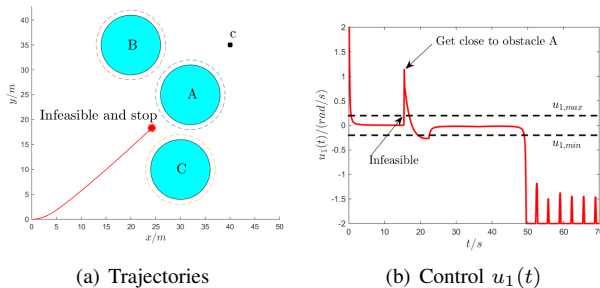 40
35
30
25
20
15
10
5
0
0 5 10 15 20 25 30 35 40 45 50
y/m
x/m
B
c
A
Infeasible and stop
C
(a) Trajectories
2
1.5
1
0.5
0
-0.5
-1
-1.5
-2
0 10 20 30 40 50 60 70
u₁(t)/(rad/s)
t/s
Get close to obstacle A
u₁,max
Infeasible
u₁,min
(b) Control u₁(t)